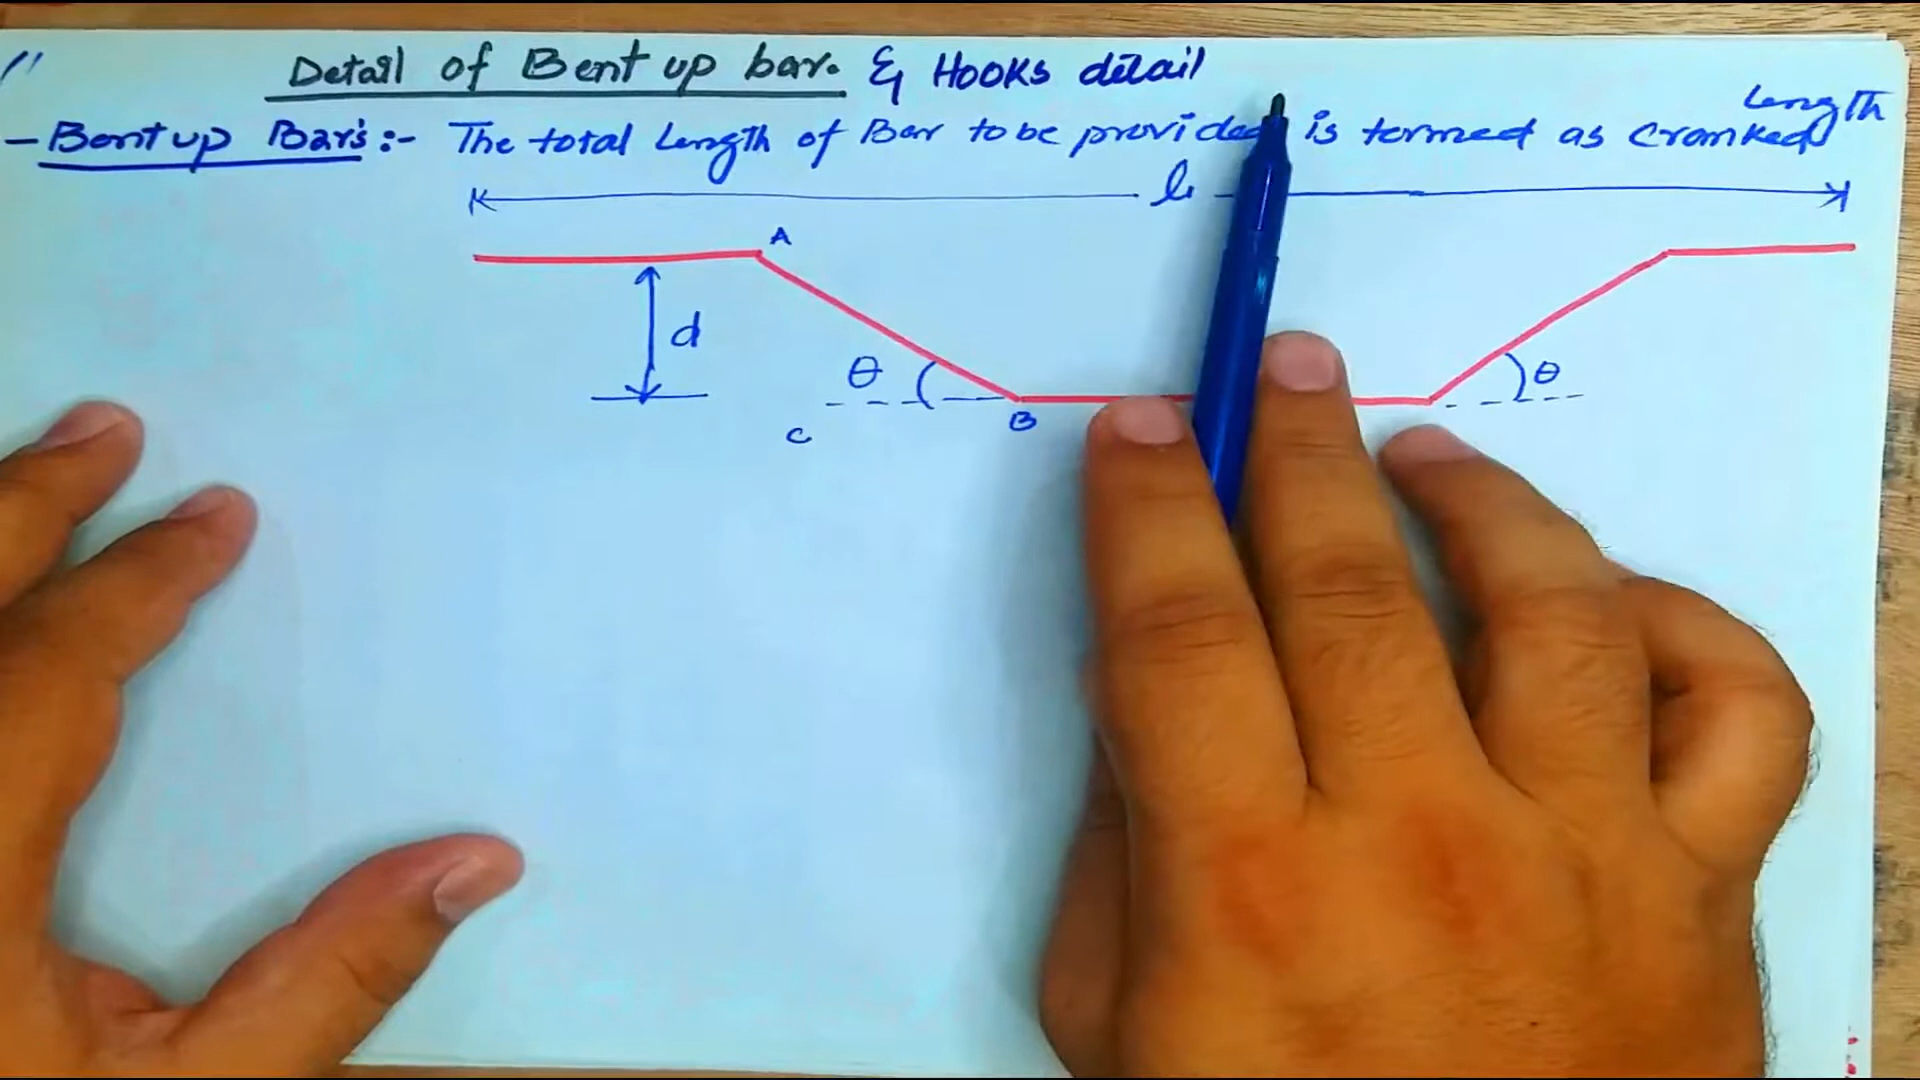 Detail of Bent up bar. & Hooks detail
Length
- Bent up Bar's :- The total Length of Bar to be provided is termed as Cranked
l
A
d
θ
θ
B
C